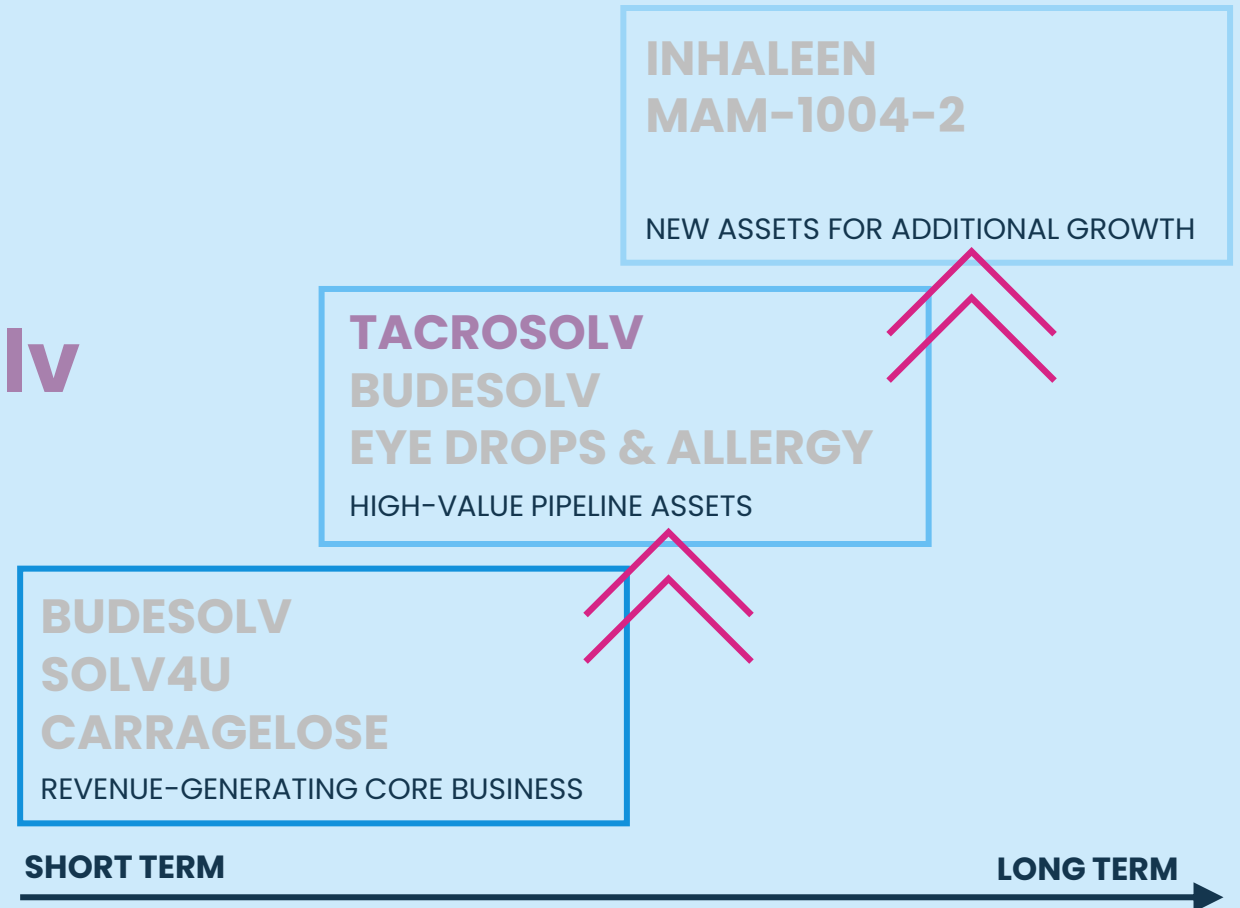 INHALEEN
MAM-1004-2
NEW ASSETS FOR ADDITIONAL GROWTH
lv
TACROSOLV
BUDESOLV
EYE DROPS & ALLERGY
HIGH-VALUE PIPELINE ASSETS
BUDESOLV
SOLV4U
CARRAGELOSE
REVENUE-GENERATING CORE BUSINESS
SHORT TERM
LONG TERM